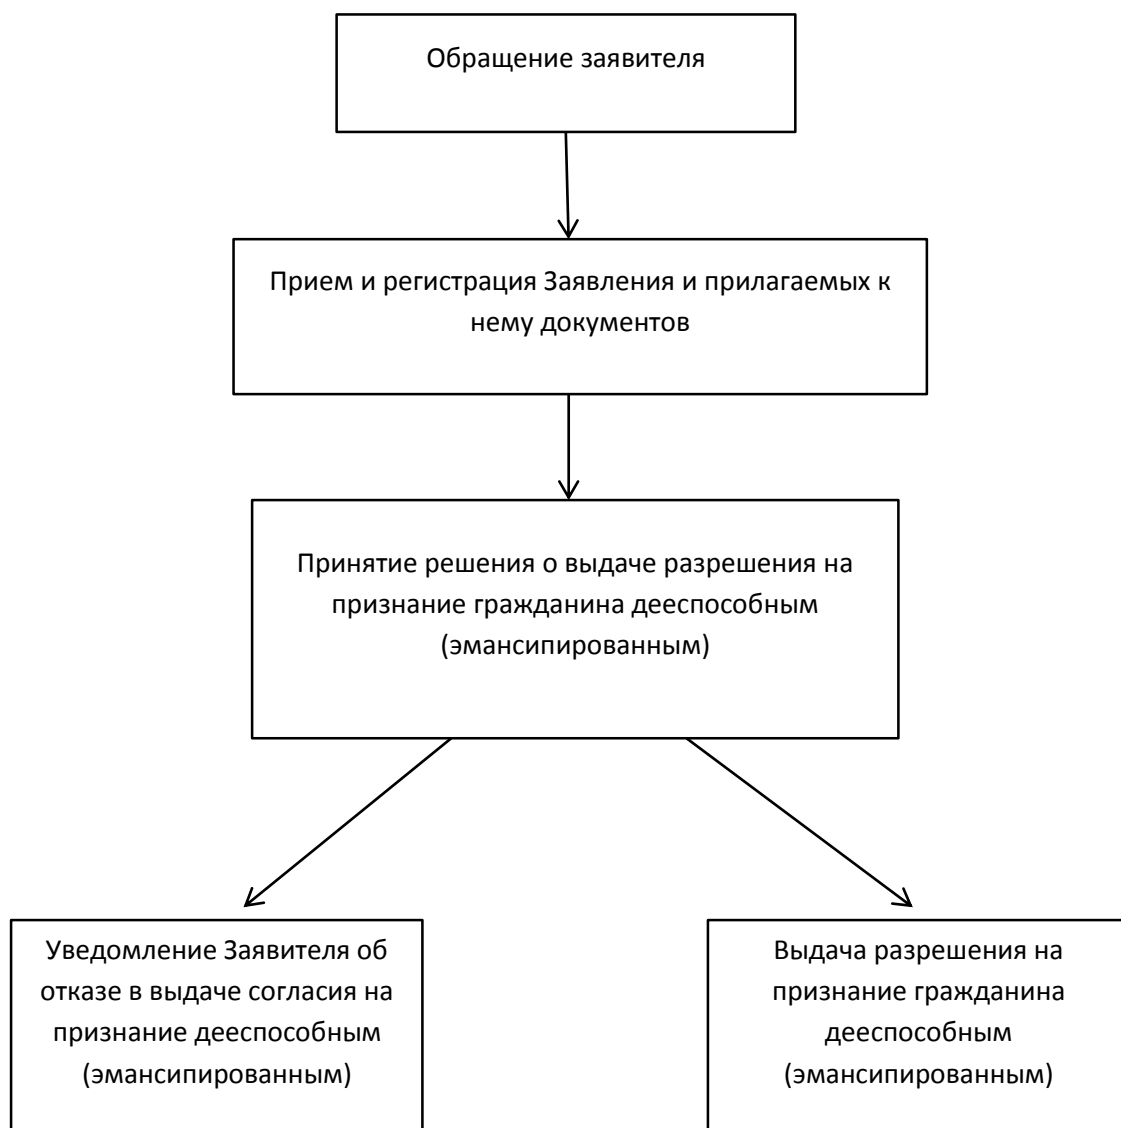 Обращение заявителя
Прием и регистрация Заявления и прилагаемых к
нему документов
Принятие решения о выдаче разрешения на
признание гражданина дееспособным
(эмансипированным)
Уведомление Заявителя об
отказе в выдаче согласия на
признание дееспособным
(эмансипированным)
Выдача разрешения на
признание гражданина
дееспособным
(эмансипированным)